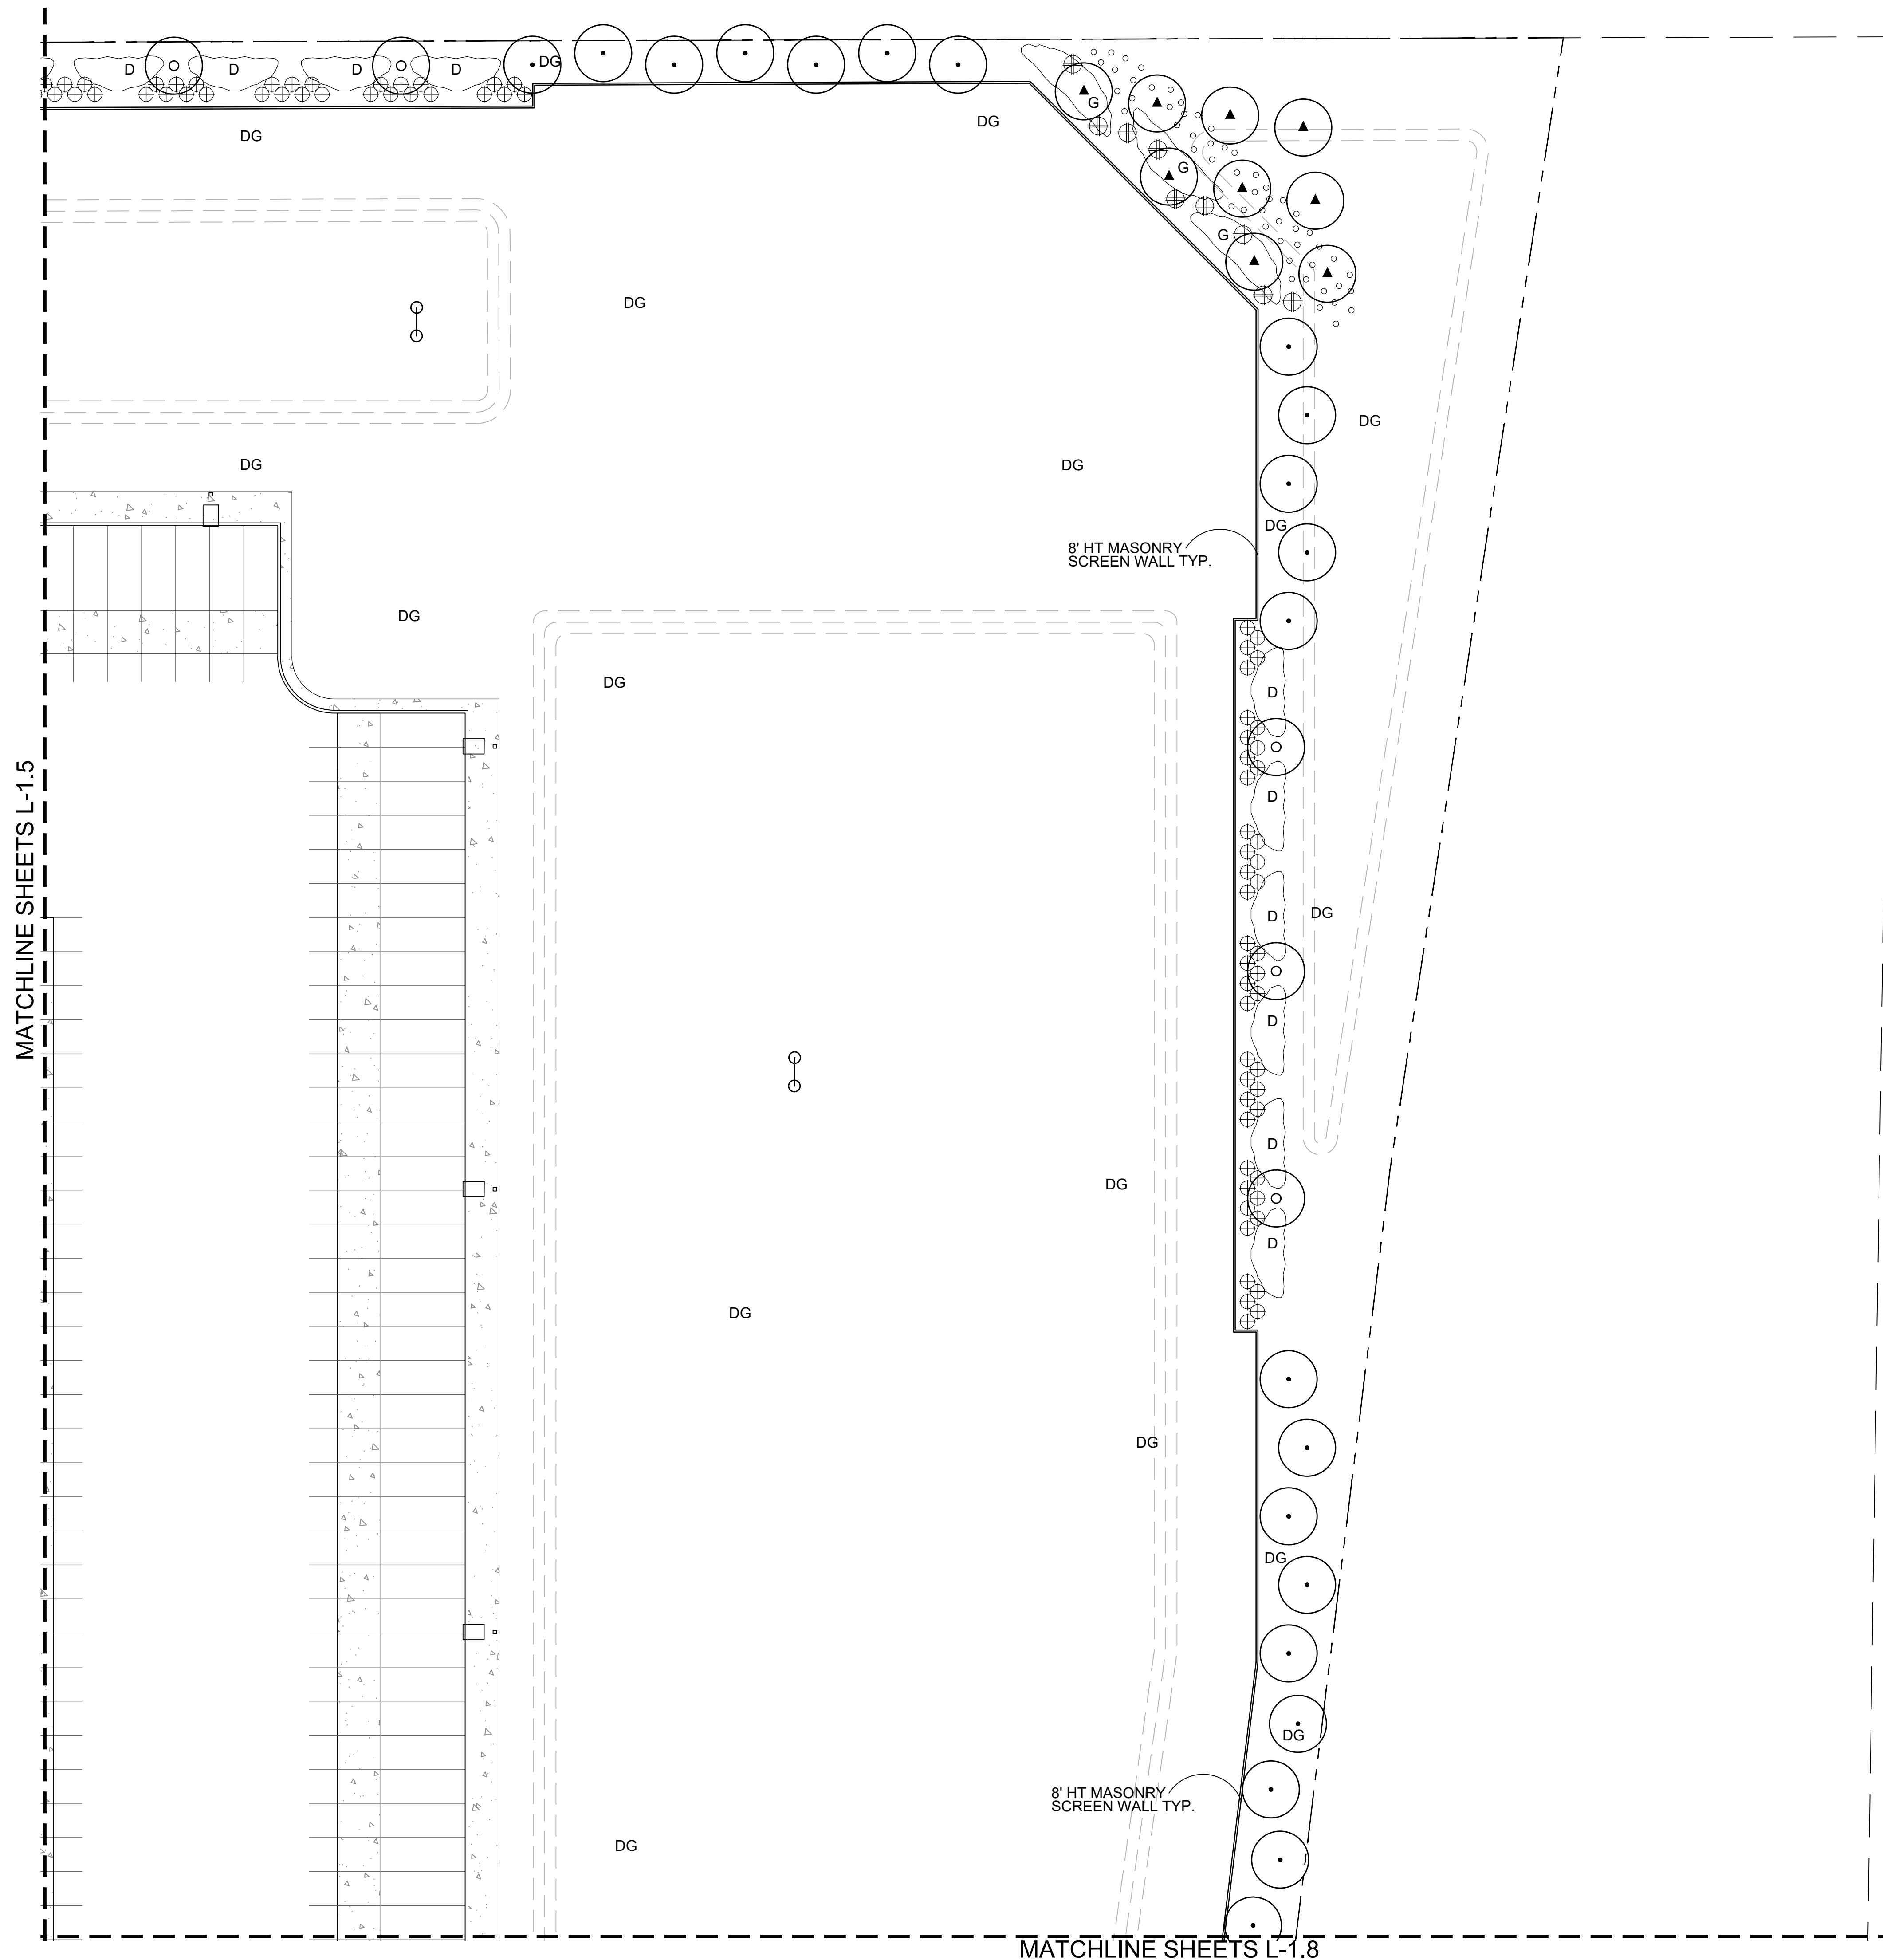 DG
D
D
D
D
G
DG
DG
G
G
DG
DG
DG
DG
DG
8' HT MASONRY
SCREEN WALL TYP.
DG
DG
D
MATCHLINE SHEETS L-1.5
D
D
DG
D
D
DG
D
DG
DG
DG
DG
8' HT MASONRY
SCREEN WALL TYP.
DG
MATCHLINE SHEETS L-1.8